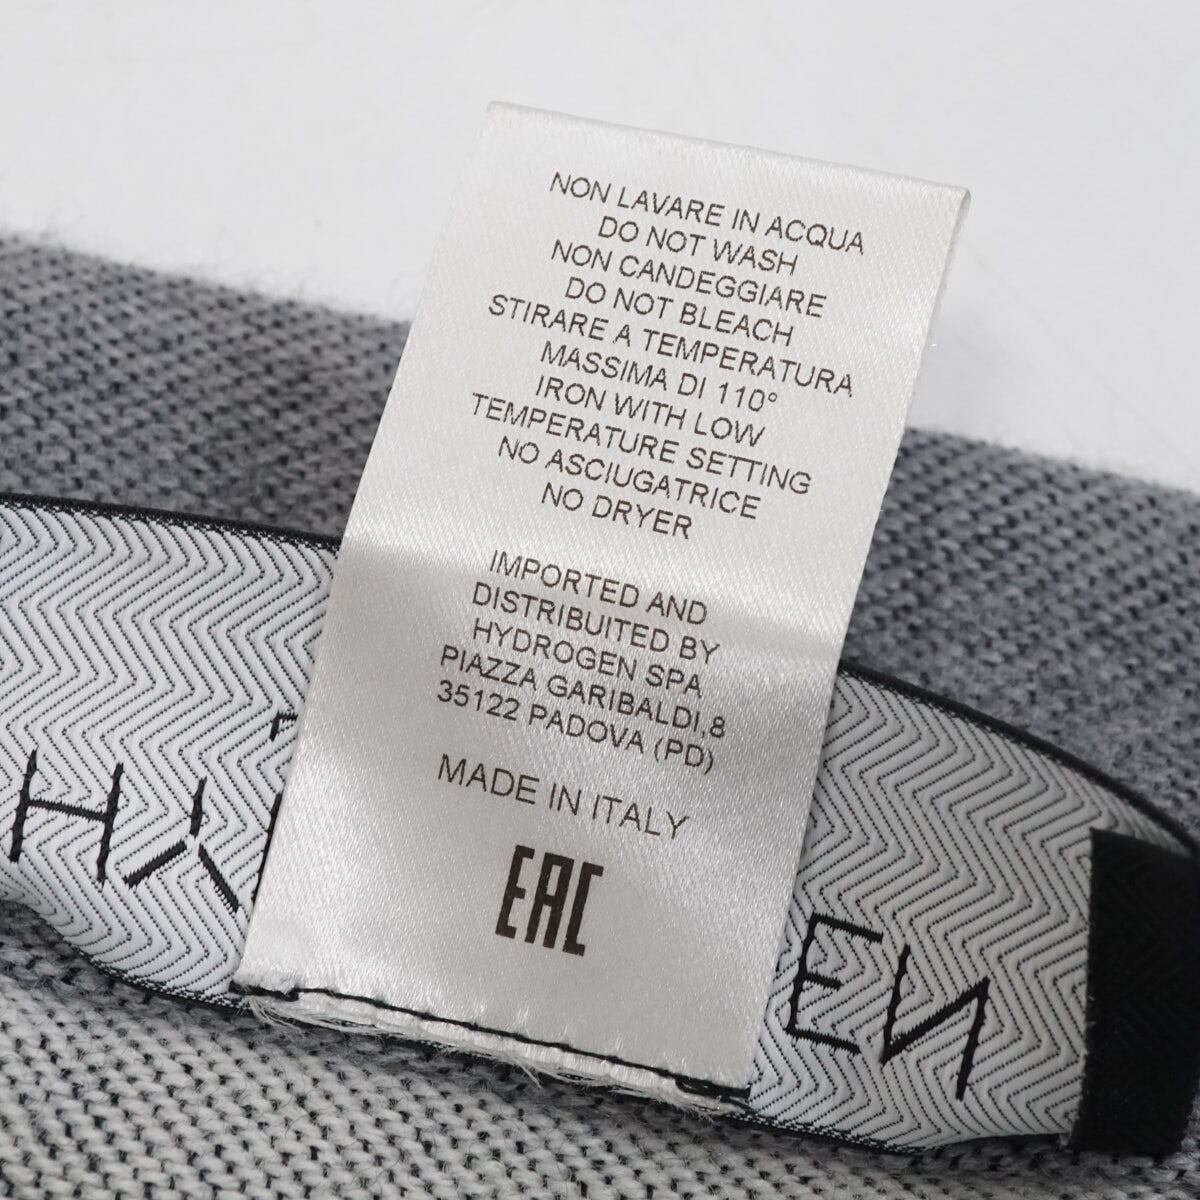 NON LAVARE IN ACQUA
DO NOT WASH
NON CANDEGGIARE
DO NOT BLEACH
STIRARE A TEMPERATURA
MASSIMA DI 110°
IRON WITH LOW
TEMPERATURE SETTING
NO ASCIUGATRICE
NO DRYER
IMPORTED AND
DISTRIBUITED BY
HYDROGEN SPA
PIAZZA GARIBALDI,8
35122 PADOVA (PD)
MADE IN ITALY
EAC